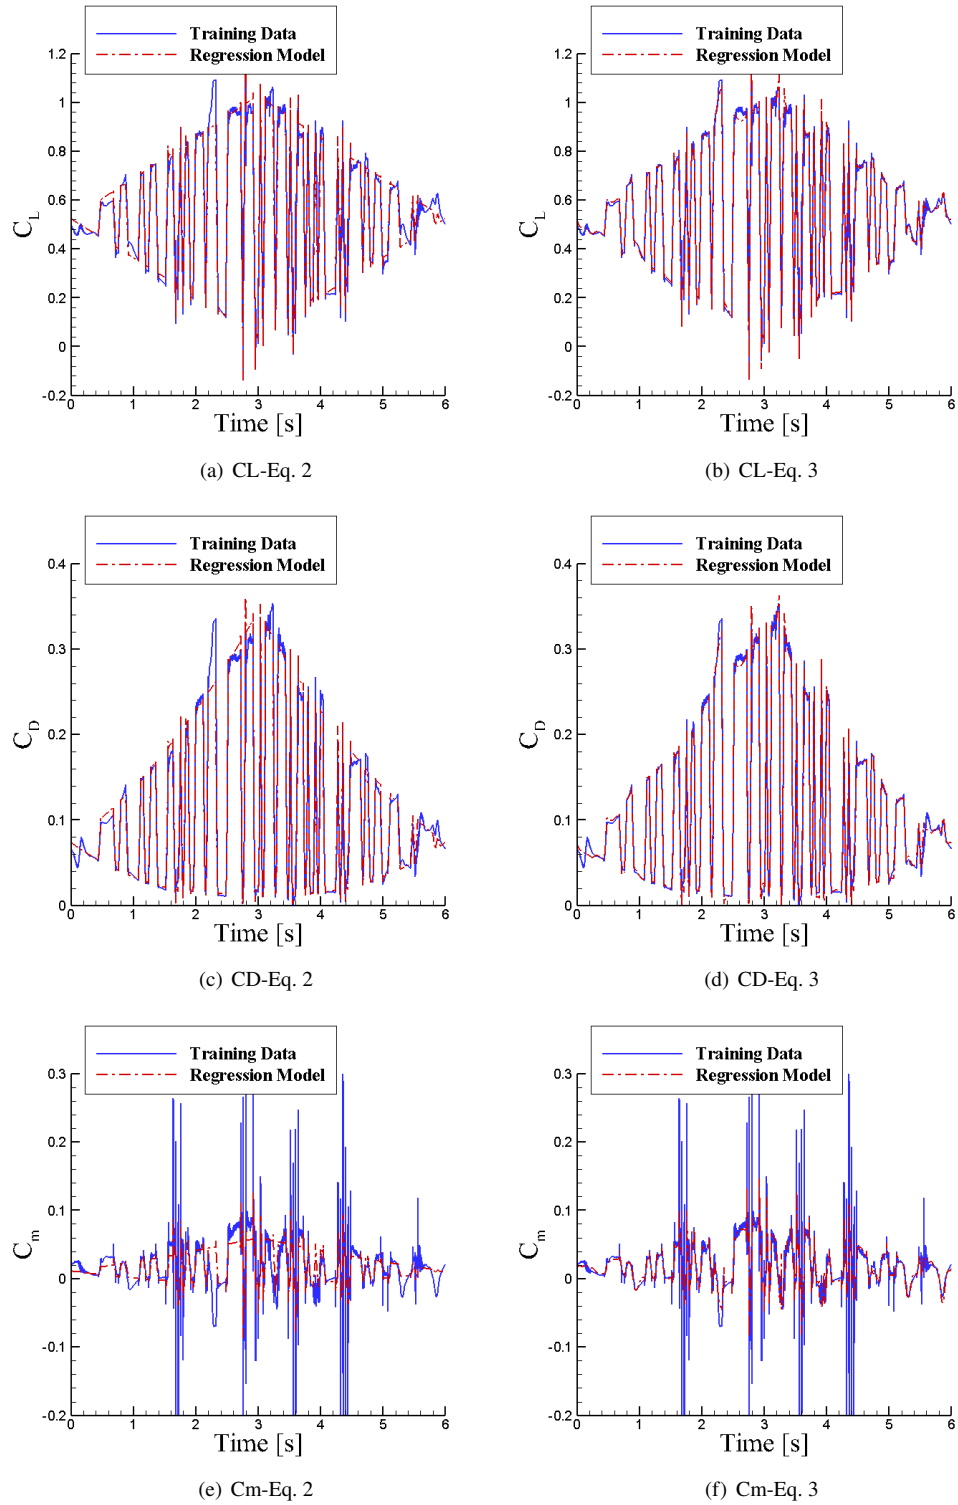 Training Data
Regression Model
1.2
1
0.8
0.6
0.4
0.2
0
-0.2
C_L
0 1 2 3 4 5 6
Time [s]
(a) CL-Eq. 2
Training Data
Regression Model
1.2
1
0.8
0.6
0.4
0.2
0
-0.2
C_L
0 1 2 3 4 5 6
Time [s]
(b) CL-Eq. 3
Training Data
Regression Model
0.4
0.3
0.2
0.1
0
C_D
0 1 2 3 4 5 6
Time [s]
(c) CD-Eq. 2
Training Data
Regression Model
0.4
0.3
0.2
0.1
0
C_D
0 1 2 3 4 5 6
Time [s]
(d) CD-Eq. 3
Training Data
Regression Model
0.3
0.2
0.1
0
-0.1
-0.2
C_m
0 1 2 3 4 5 6
Time [s]
(e) Cm-Eq. 2
Training Data
Regression Model
0.3
0.2
0.1
0
-0.1
-0.2
C_m
0 1 2 3 4 5 6
Time [s]
(f) Cm-Eq. 3